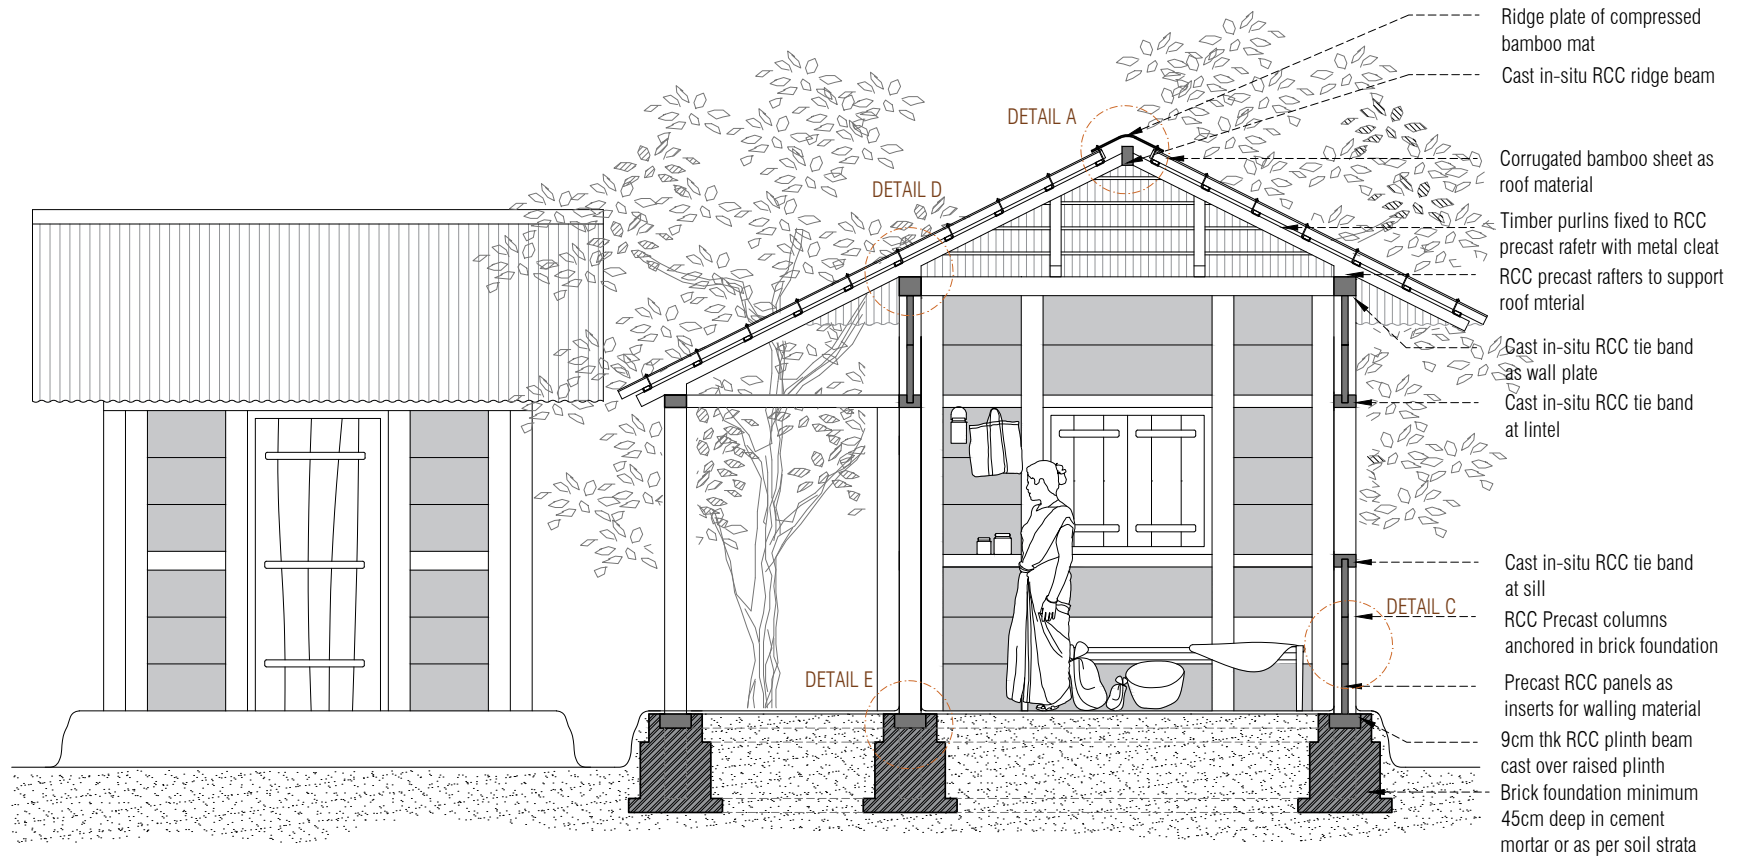 Ridge plate of compressed
bamboo mat
Cast in-situ RCC ridge beam
DETAIL A
Corrugated bamboo sheet as
roof material
DETAIL D
Timber purlins fixed to RCC
precast rafetr with metal cleat
RCC precast rafters to support
roof mterial
Cast in-situ RCC tie band
as wall plate
Cast in-situ RCC tie band
at lintel
Cast in-situ RCC tie band
at sill
DETAIL C
RCC Precast columns
anchored in brick foundation
DETAIL E
Precast RCC panels as
inserts for walling material
9cm thk RCC plinth beam
cast over raised plinth
Brick foundation minimum
45cm deep in cement
mortar or as per soil strata